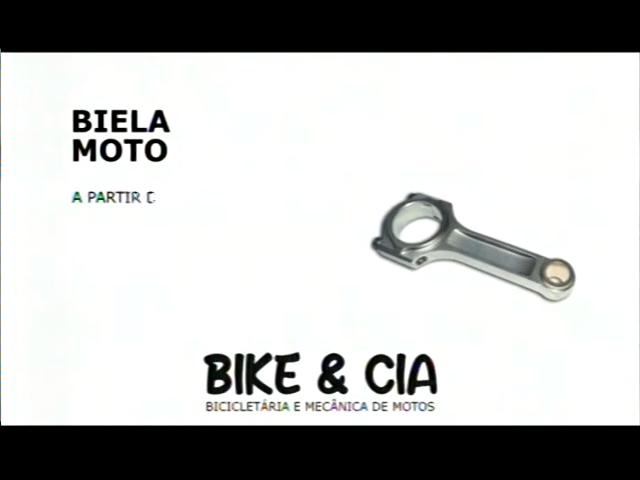 BIELA
MOTO
A PARTIR
BIKE & CIA
BICICLETÁRIA E MECÂNICA DE MOTOS